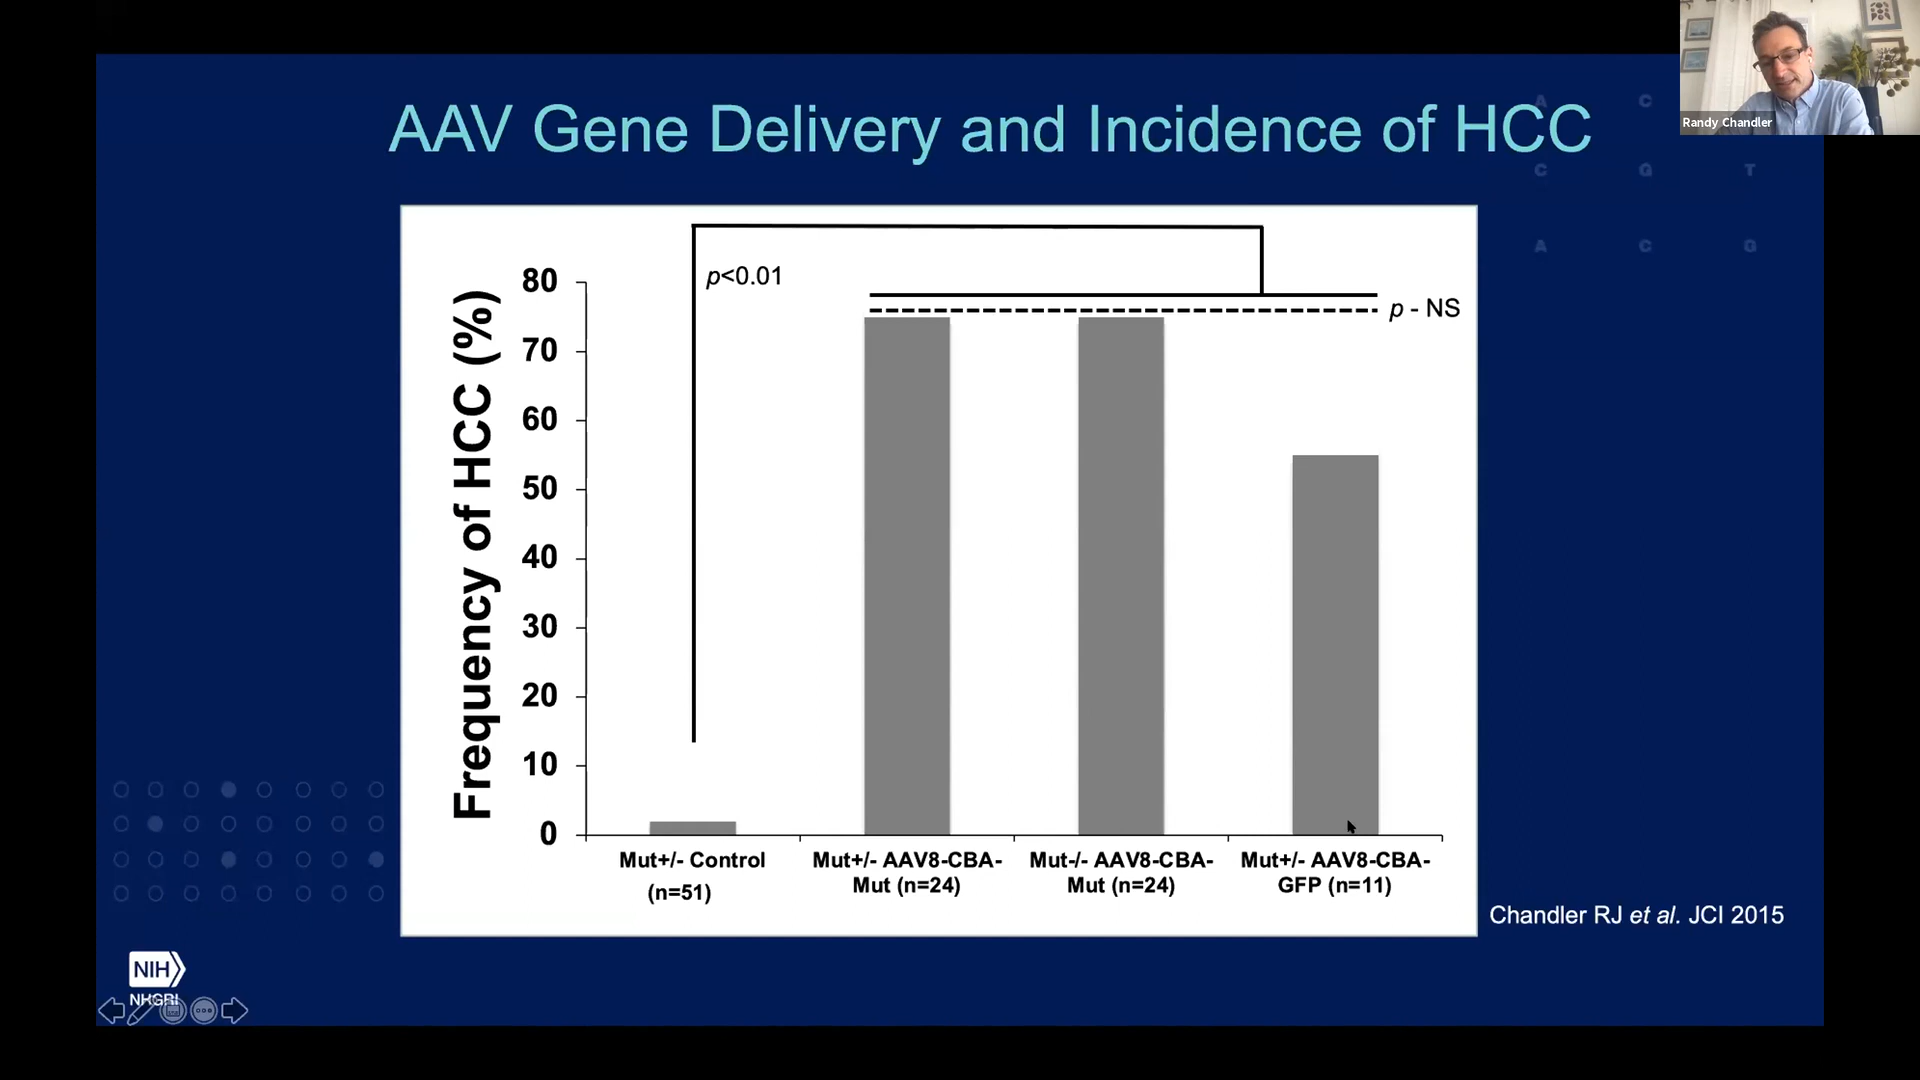 Randy Chandler
AAV Gene Delivery and Incidence of HCC
A C
C G T
A C G
p<0.01
p - NS
Frequency of HCC (%)
80
70
60
50
40
30
20
10
0
Mut+/- Control
(n=51)
Mut+/- AAV8-CBA-
Mut (n=24)
Mut-/- AAV8-CBA-
Mut (n=24)
Mut+/- AAV8-CBA-
GFP (n=11)
Chandler RJ et al. JCI 2015
NIH
NHGRI